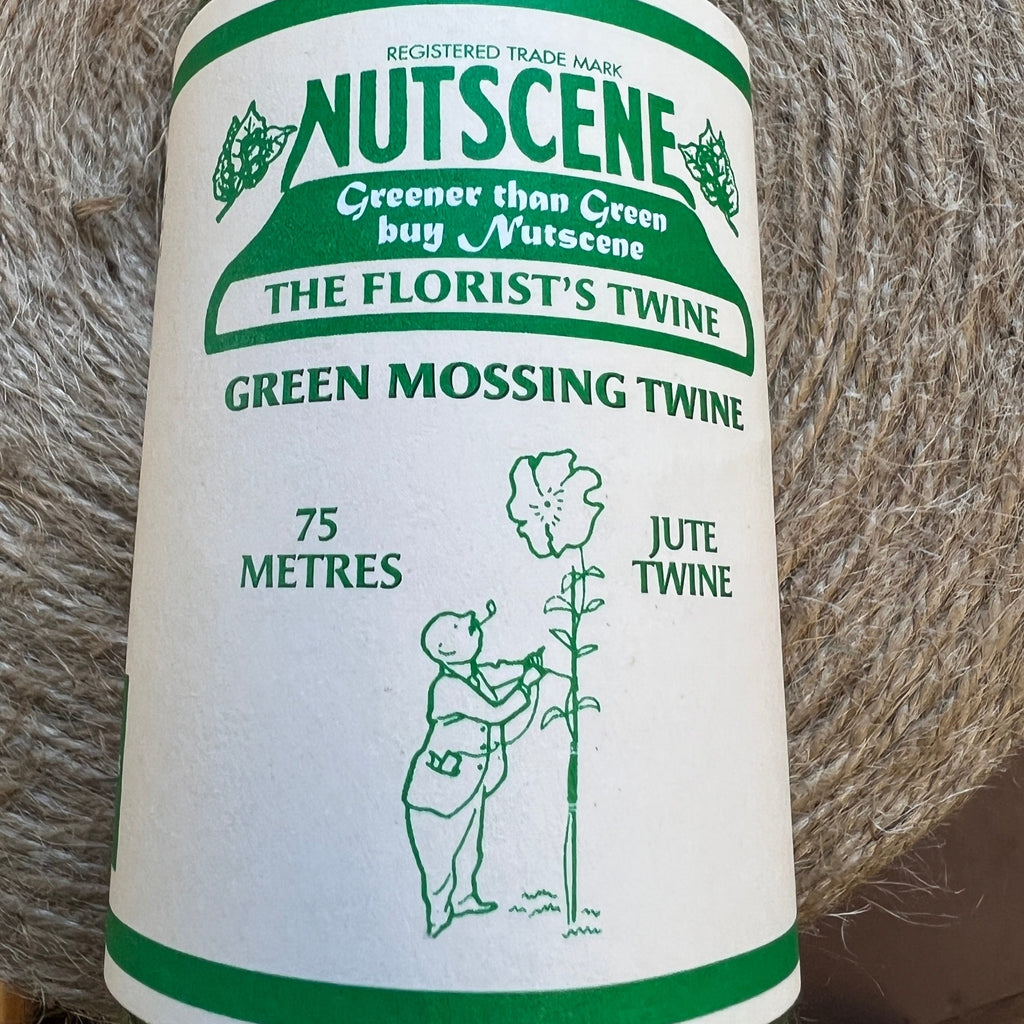 REGISTERED TRADE MARK
NUTSCENE
Greener than Green
buy Nutscene
THE FLORIST'S TWINE
GREEN MOSSING TWINE
75
METRES
JUTE
TWINE